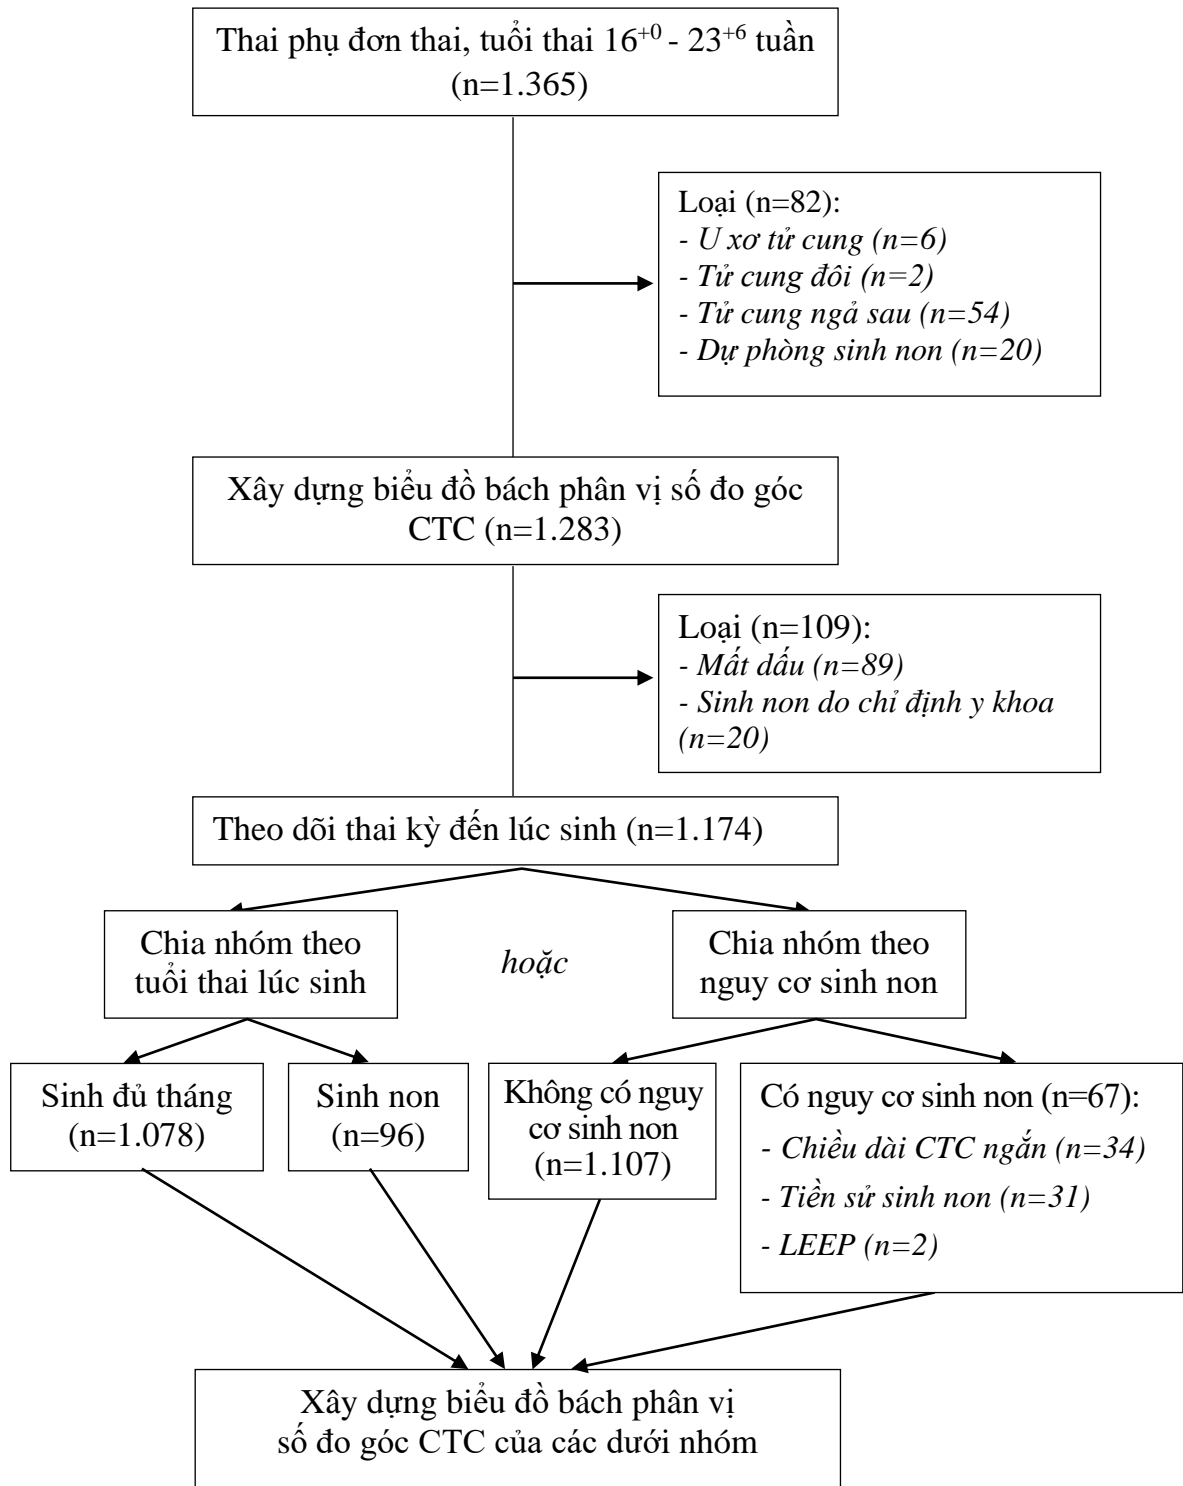 Thai phụ đơn thai, tuổi thai 16⁺⁰ - 23⁺⁶ tuần
(n=1.365)
Loại (n=82):
- U xơ tử cung (n=6)
- Tử cung đôi (n=2)
- Tử cung ngả sau (n=54)
- Dự phòng sinh non (n=20)
Xây dựng biểu đồ bách phân vị số đo góc
CTC (n=1.283)
Loại (n=109):
- Mất dấu (n=89)
- Sinh non do chỉ định y khoa
(n=20)
Theo dõi thai kỳ đến lúc sinh (n=1.174)
Chia nhóm theo
tuổi thai lúc sinh
hoặc
Chia nhóm theo
nguy cơ sinh non
Sinh đủ tháng
(n=1.078)
Sinh non
(n=96)
Không có nguy
cơ sinh non
(n=1.107)
Có nguy cơ sinh non (n=67):
- Chiều dài CTC ngắn (n=34)
- Tiền sử sinh non (n=31)
- LEEP (n=2)
Xây dựng biểu đồ bách phân vị
số đo góc CTC của các dưới nhóm